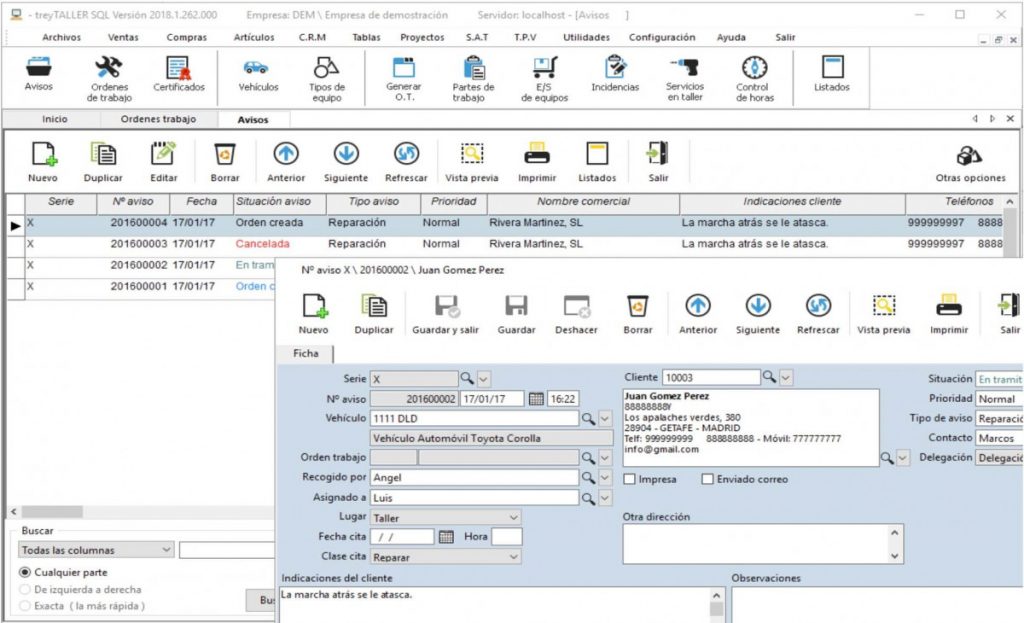 - treyTALLER SQL Versión 2018.1.262.000 Empresa: DEM \ Empresa de demostración Servidor: localhost - [Avisos ]
Archivos Ventas Compras Artículos C.R.M Tablas Proyectos S.A.T T.P.V Utilidades Configuración Ayuda Salir
Avisos Ordenes de trabajo Certificados Vehículos Tipos de equipo Generar O.T. Partes de trabajo E/S de equipos Incidencias Servicios en taller Control de horas Listados
Inicio Ordenes trabajo Avisos
Nuevo Duplicar Editar Borrar Anterior Siguiente Refrescar Vista previa Imprimir Listados Salir Otras opciones
Serie Nº aviso Fecha Situación aviso Tipo aviso Prioridad Nombre comercial Indicaciones cliente Teléfonos
X 201600004 17/01/17 Orden creada Reparación Normal Rivera Martinez, SL La marcha atrás se le atasca. 999999997 8888
X 201600003 17/01/17 Cancelada Reparación Normal Rivera Martinez, SL La marcha atrás se le atasca. 999999997 8888
X 201600002 17/01/17 En tram
X 201600001 17/01/17 Orden c
Nº aviso X \ 201600002 \ Juan Gomez Perez
Nuevo Duplicar Guardar y salir Guardar Deshacer Borrar Anterior Siguiente Refrescar Vista previa Imprimir Salir
Ficha
Serie X
Nº aviso 201600002 17/01/17 16:22
Vehículo 1111 DLD
Vehículo Automóvil Toyota Corolla
Orden trabajo
Recogido por Angel
Asignado a Luis
Lugar Taller
Fecha cita / / Hora
Clase cita Reparar
Cliente 10003
Juan Gomez Perez
88888888Y
Los apalaches verdes, 380
28904 - GETAFE - MADRID
Telf: 999999999 888888888 - Móvil: 777777777
info@gmail.com
Impresa Enviado correo
Otra dirección
Situación En tramit
Prioridad Normal
Tipo de aviso Reparació
Contacto Marcos
Delegación Delegació
Indicaciones del cliente
La marcha atrás se le atasca.
Observaciones
Buscar
Todas las columnas
Cualquier parte
De izquierda a derecha
Exacta ( la más rápida )
Bus